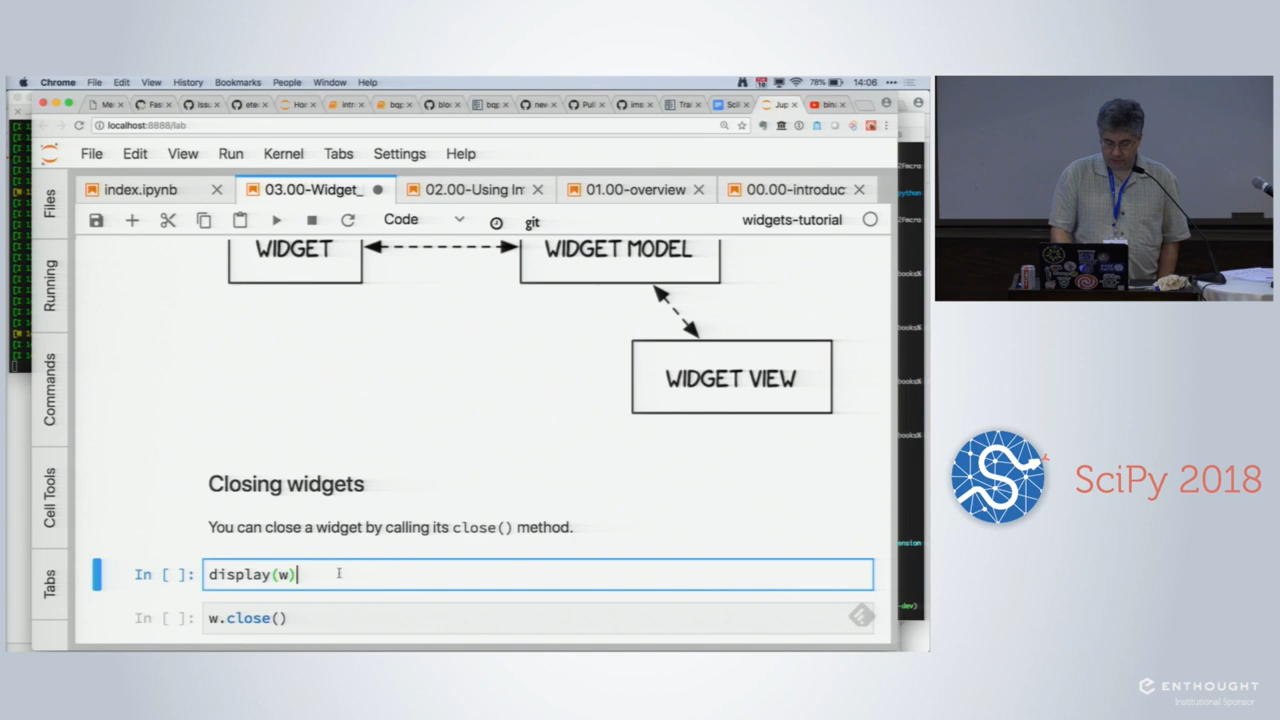 Chrome File Edit View History Bookmarks People Window Help 78% 14:06
localhost:8888/lab
File Edit View Run Kernel Tabs Settings Help
index.ipynb 03.00-Widget_ 02.00-Using In 01.00-overview 00.00-introduc
Code git widgets-tutorial
Files
Running
Commands
Cell Tools
Tabs
WIDGET WIDGET MODEL
WIDGET VIEW
Closing widgets
You can close a widget by calling its close() method.
In [ ]: display(w)
In [ ]: w.close()
SciPy 2018
ENTHOUGHT
Institutional Sponsor